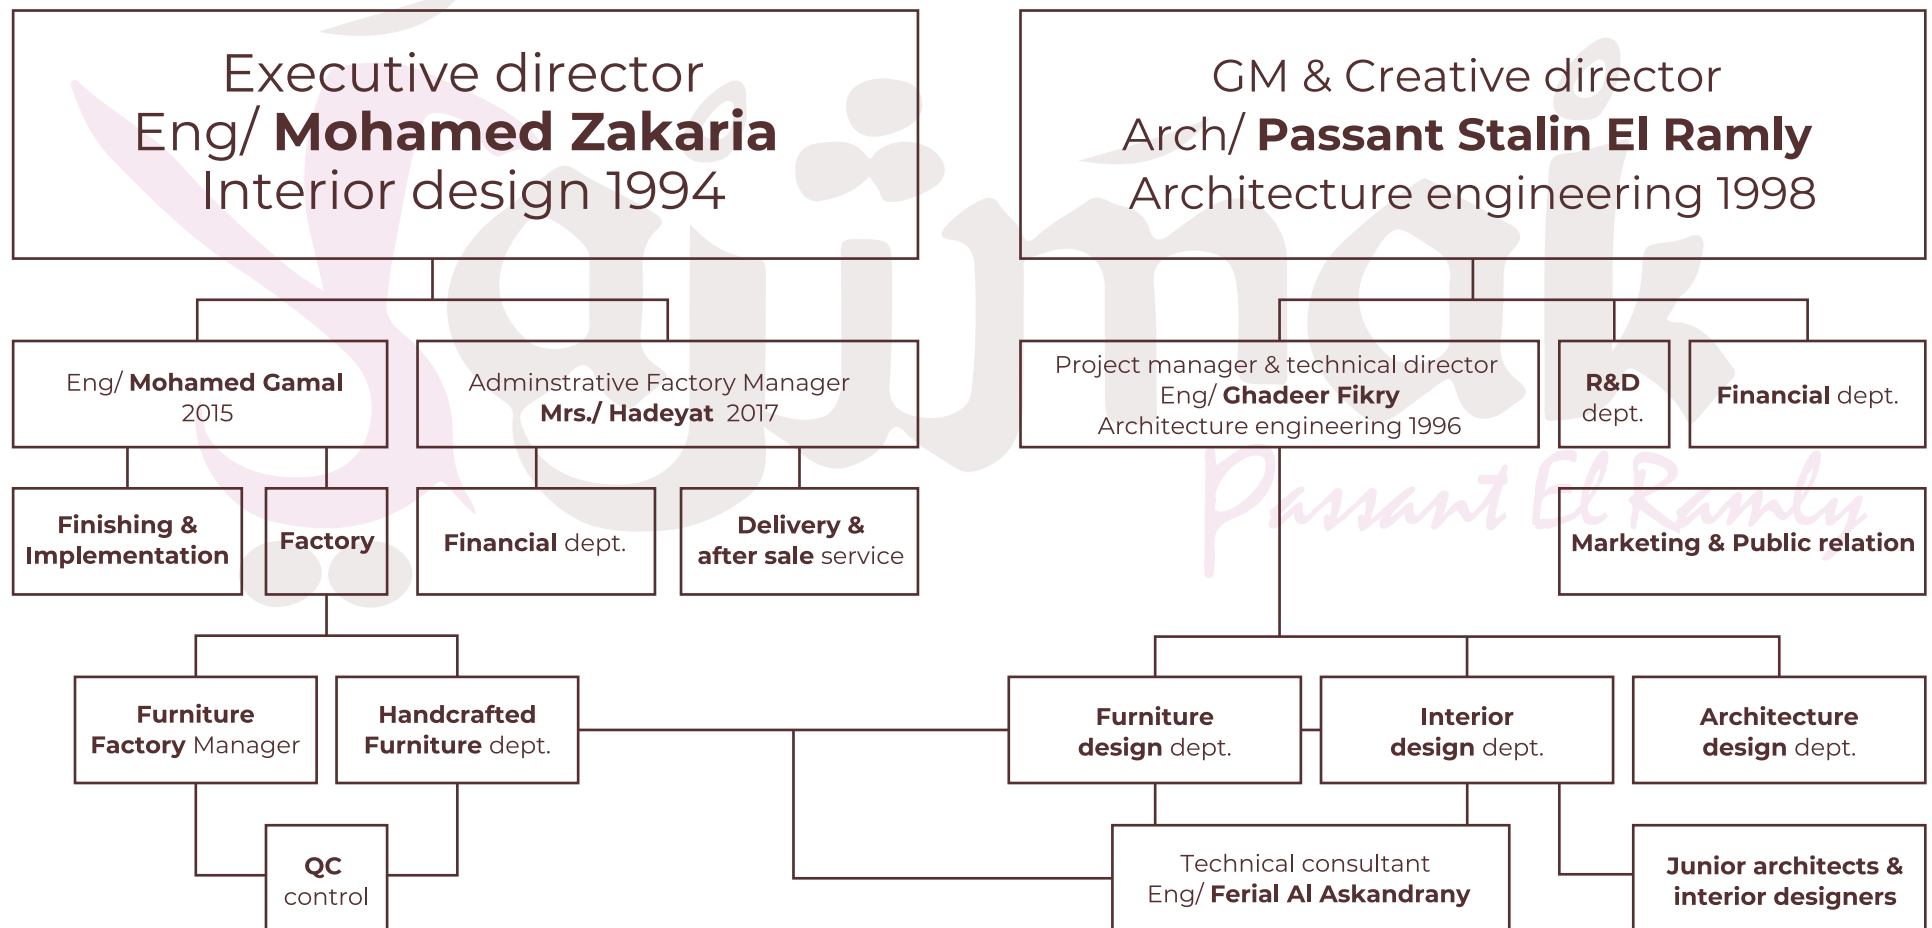 Executive director
Eng/ Mohamed Zakaria
Interior design 1994
GM & Creative director
Arch/ Passant Stalin El Ramly
Architecture engineering 1998
Eng/ Mohamed Gamal
2015
Adminstrative Factory Manager
Mrs./ Hadeyat 2017
Project manager & technical director
Eng/ Ghadeer Fikry
Architecture engineering 1996
R&D
dept.
Financial dept.
Finishing &
Implementation
Factory
Financial dept.
Delivery &
after sale service
Passant El Ramly
Marketing & Public relation
Furniture
Factory Manager
Handcrafted
Furniture dept.
Furniture
design dept.
Interior
design dept.
Architecture
design dept.
QC
control
Technical consultant
Eng/ Ferial Al Askandrany
Junior architects &
interior designers